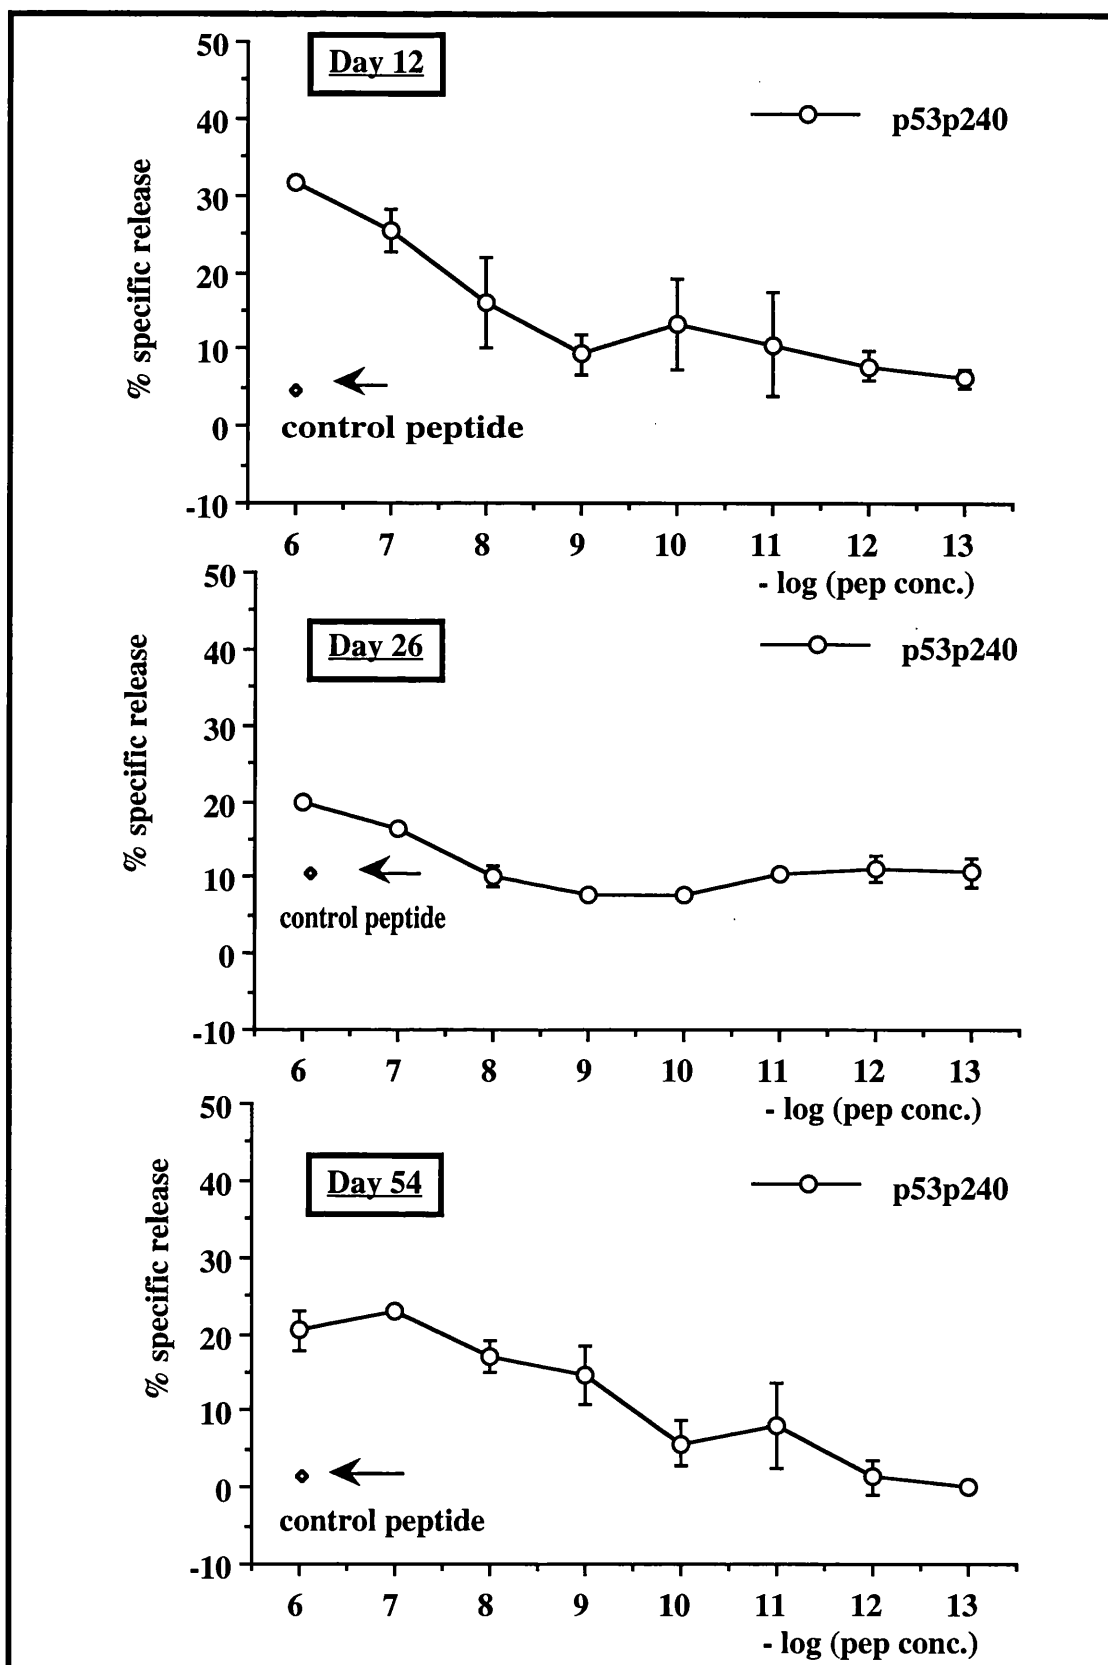 50
Day 12
40
p53p240
30
% specific release
20
10
0
control peptide
-10
6 7 8 9 10 11 12 13
- log (pep conc.)
50
Day 26
40
p53p240
30
% specific release
20
10
control peptide
0
-10
6 7 8 9 10 11 12 13
- log (pep conc.)
50
Day 54
40
p53p240
30
% specific release
20
10
0
control peptide
-10
6 7 8 9 10 11 12 13
- log (pep conc.)